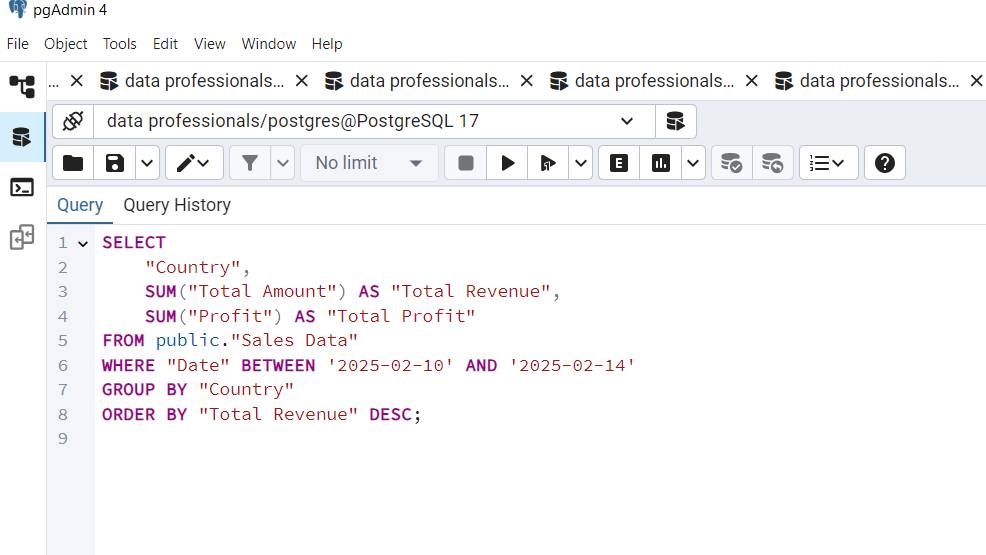 pgAdmin 4
File Object Tools Edit View Window Help
... data professionals... data professionals... data professionals... data professionals...
data professionals/postgres@PostgreSQL 17
No limit
E
Query Query History
1 SELECT
2 "Country",
3 SUM("Total Amount") AS "Total Revenue",
4 SUM("Profit") AS "Total Profit"
5 FROM public."Sales Data"
6 WHERE "Date" BETWEEN '2025-02-10' AND '2025-02-14'
7 GROUP BY "Country"
8 ORDER BY "Total Revenue" DESC;
9